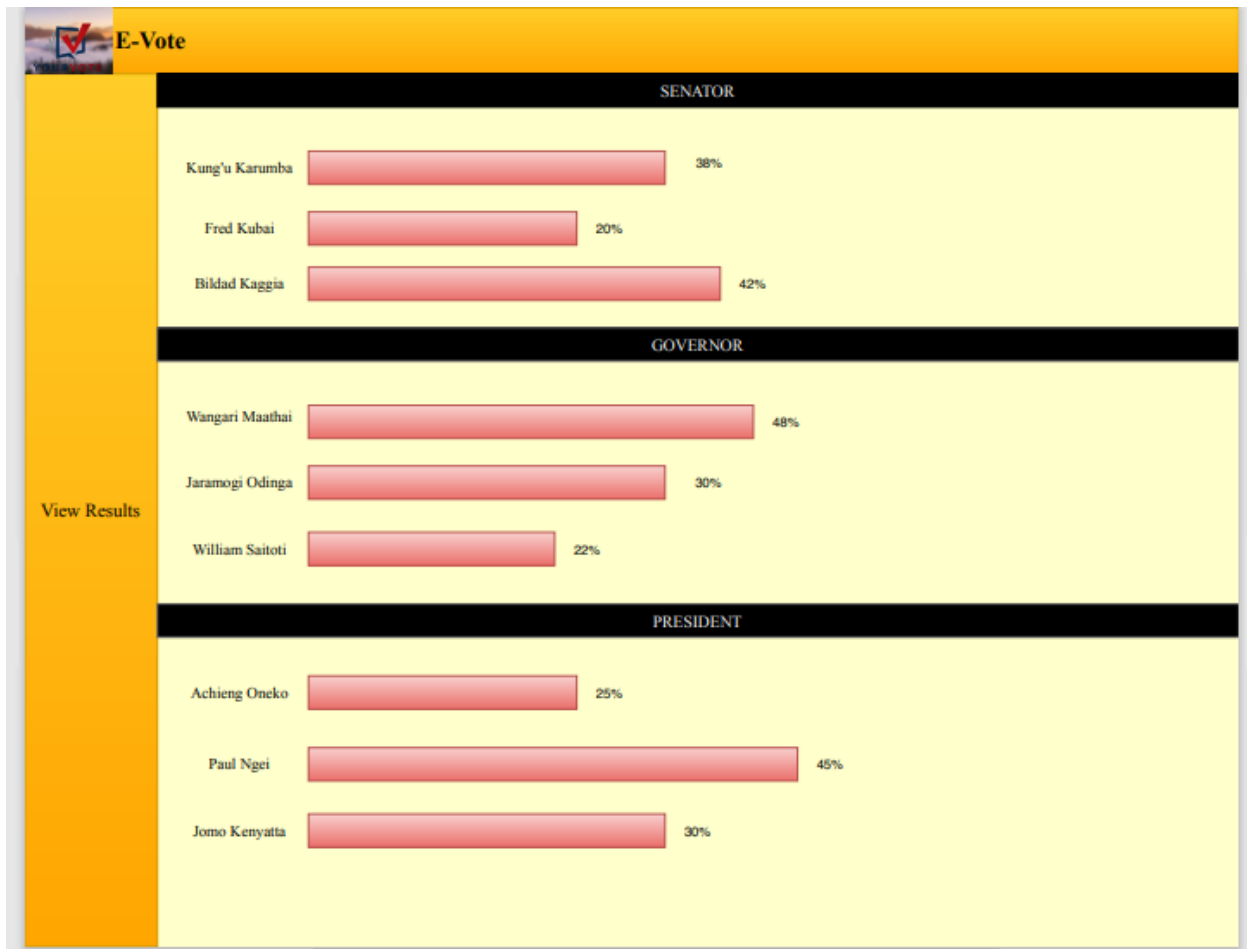 E-Vote
SENATOR
Kung'u Karumba 38%
Fred Kubai 20%
Bildad Kaggia 42%
GOVERNOR
Wangari Maathai 48%
Jaramogi Odinga 30%
View Results
William Saitoti 22%
PRESIDENT
Achieng Oneko 25%
Paul Ngei 45%
Jomo Kenyatta 30%